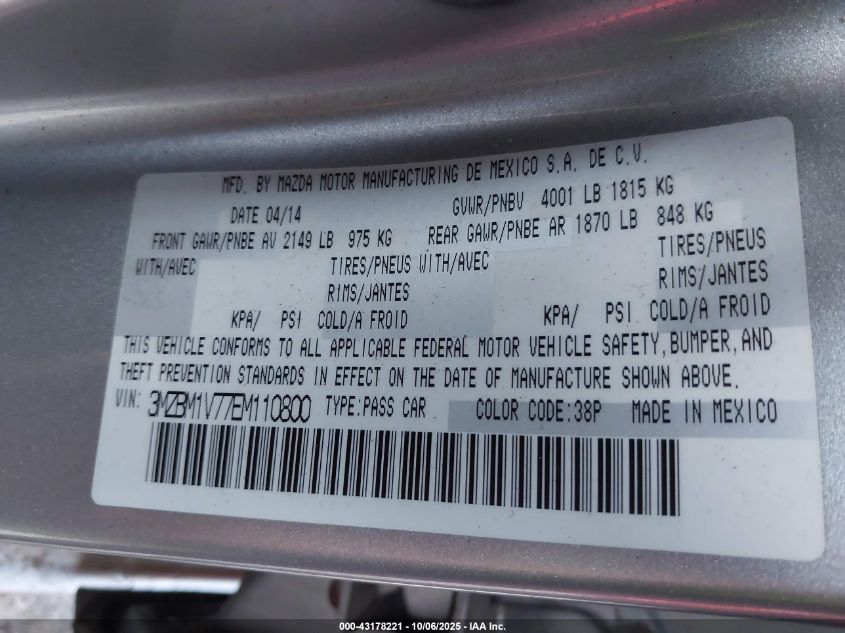 MFD. BY MAZDA MOTOR MANUFACTURING DE MEXICO S.A. DE C.V.
DATE 04/14 GVWR/PNBV 4001 LB 1815 KG
FRONT GAWR/PNBE AV 2149 LB 975 KG REAR GAWR/PNBE AR 1870 LB 848 KG
WITH/AVEC TIRES/PNEUS WITH/AVEC TIRES/PNEUS
RIMS/JANTES RIMS/JANTES
KPA/ PSI COLD/A FROID KPA/ PSI COLD/A FROID
THIS VEHICLE CONFORMS TO ALL APPLICABLE FEDERAL MOTOR VEHICLE SAFETY, BUMPER, AND
THEFT PREVENTION STANDARDS IN EFFECT ON THE DATE OF MANUFACTURE SHOWN ABOVE.
VIN: 3MZBM1V77EM110800 TYPE:PASS CAR COLOR CODE:38P MADE IN MEXICO
000-43178221 - 10/06/2025 - IAA Inc.